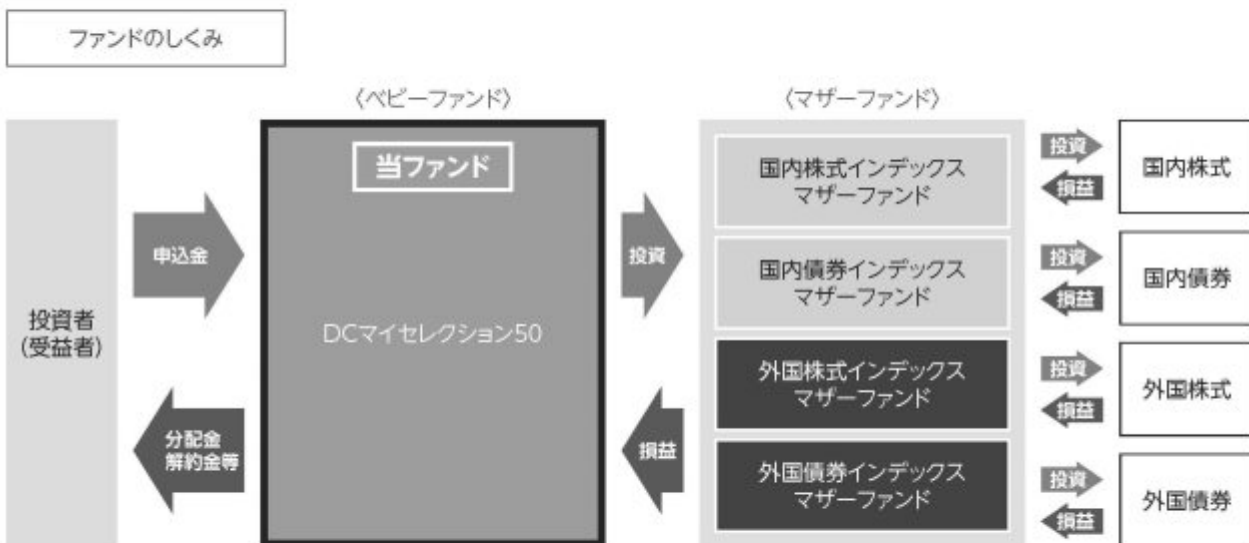 ファンドのしくみ
〈ベビーファンド〉
〈マザーファンド〉
投資者
(受益者)
申込金
分配金
解約金等
当ファンド
DCマイセレクション50
投資
損益
国内株式インデックス
マザーファンド
投資
損益
国内株式
国内債券インデックス
マザーファンド
投資
損益
国内債券
外国株式インデックス
マザーファンド
投資
損益
外国株式
外国債券インデックス
マザーファンド
投資
損益
外国債券